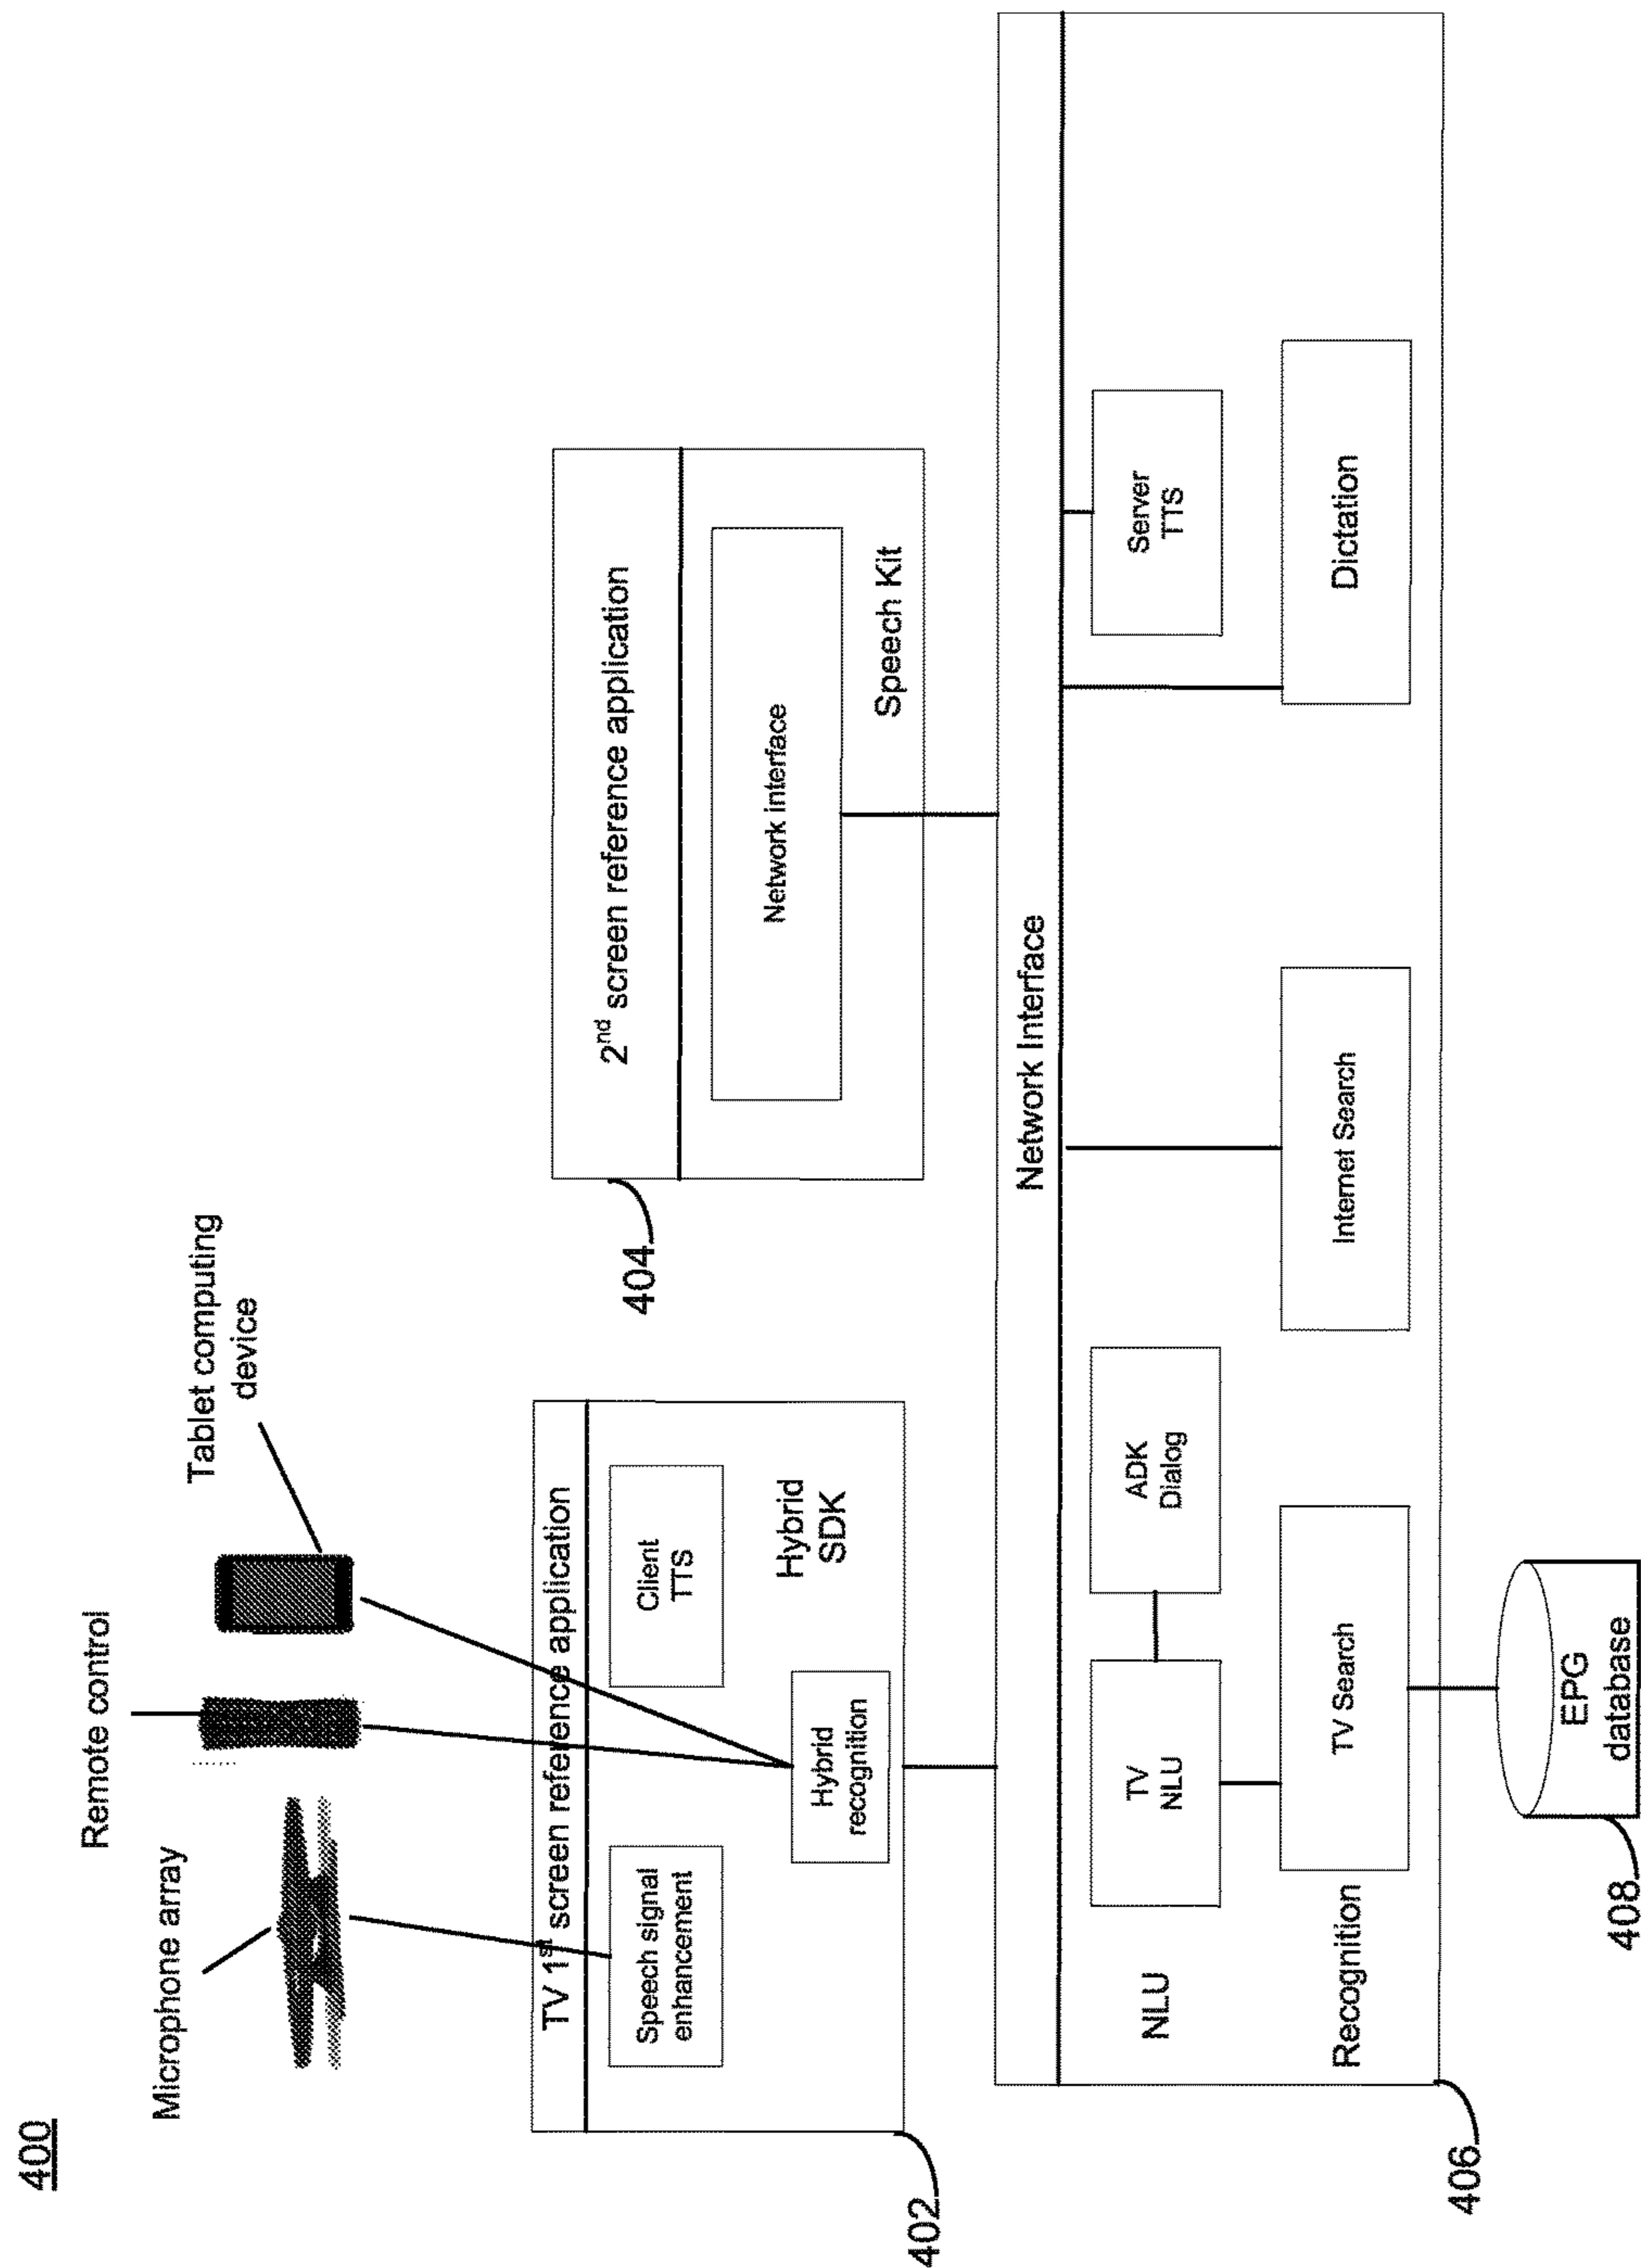 400
Remote control
Microphone array
Tablet computing
device
TV 1st screen reference application
Speech signal
enhancement
Client
TTS
Hybrid
recognition
Hybrid
SDK
402
2nd screen reference application
Network interface
Speech Kit
404
Network Interface
NLU
TV
NLU
ADK
Dialog
Server
TTS
Recognition
TV Search
Internet Search
Dictation
406
EPG
database
408